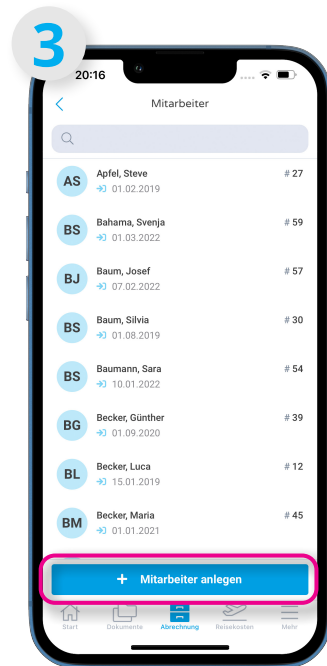 3
20:16
Mitarbeiter
AS Apfel, Steve # 27
01.02.2019
BS Bahama, Svenja # 59
01.03.2022
BJ Baum, Josef # 57
07.02.2022
BS Baum, Silvia # 30
01.08.2019
BS Baumann, Sara # 54
10.01.2022
BG Becker, Günther # 39
01.09.2020
BL Becker, Luca # 12
15.01.2019
BM Becker, Maria # 45
01.01.2021
+ Mitarbeiter anlegen
Start Dokumente Abrechnung Reisekosten Mehr